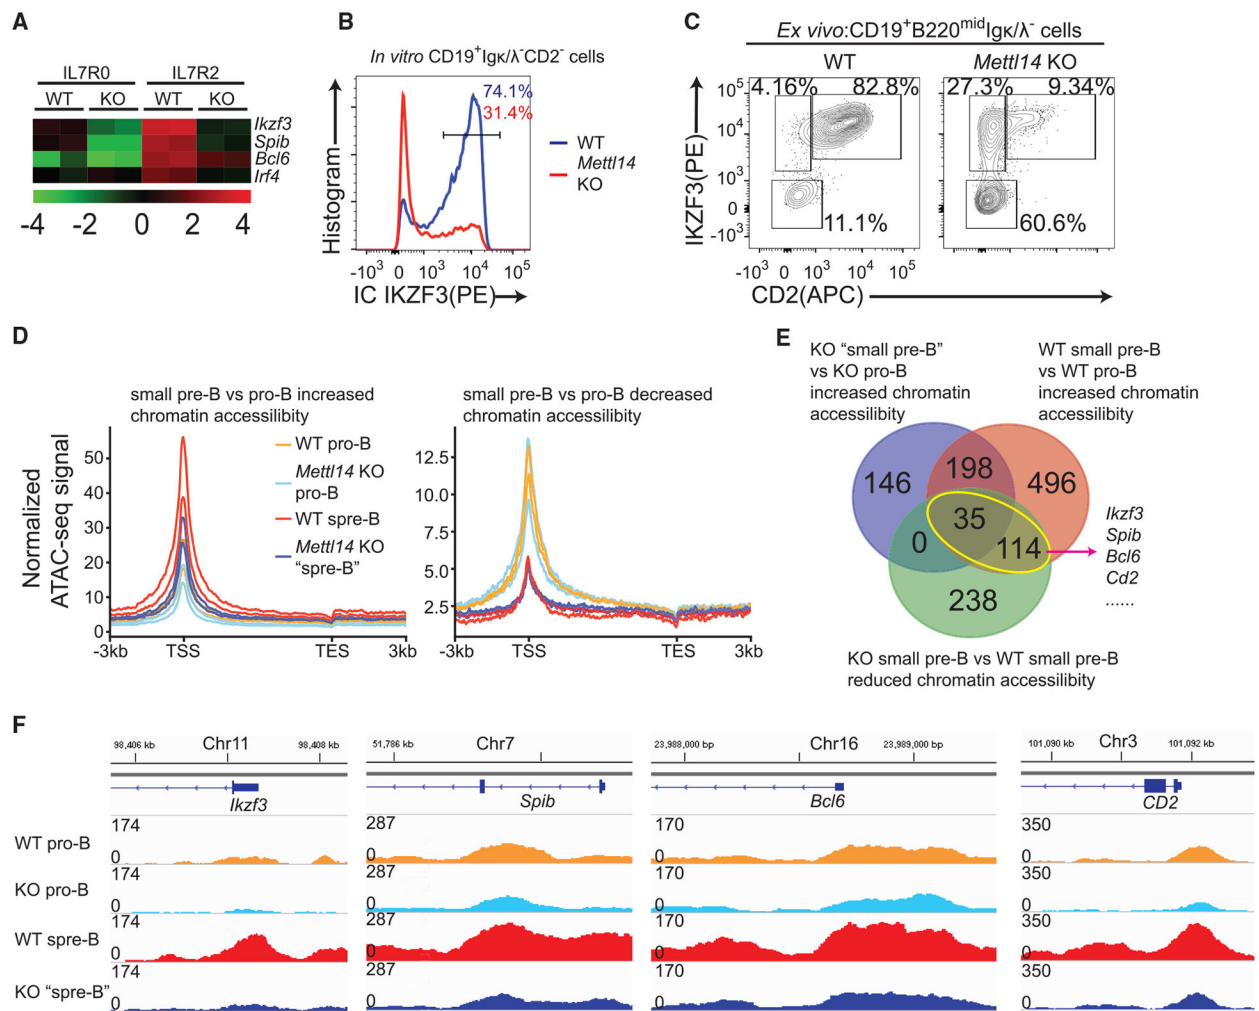 A
IL7R0 IL7R2
WT KO WT KO
Ikzf3
Spib
Bcl6
Irf4
-4 -2 0 2 4
B
In vitro CD19+Igκ/λ-CD2- cells
74.1%
31.4%
WT
Mettl14
KO
Histogram
-103 0 103 104 105
IC IKZF3(PE)
C
Ex vivo:CD19+B220midIgκ/λ- cells
WT Mettl14 KO
4.16% 82.8% 27.3% 9.34%
105
104
103
0
-103
IKZF3(PE)
11.1% 60.6%
-103 0 103 104 105
CD2(APC)
D
small pre-B vs pro-B increased
chromatin accessilibity
small pre-B vs pro-B decreased
chromatin accessilibity
WT pro-B
Mettl14 KO
pro-B
WT spre-B
Mettl14 KO
“spre-B”
Normalized
ATAC-seq signal
50
40
30
20
10
0
12.5
10.0
7.5
5.0
2.5
-3kb TSS TES 3kb
-3kb TSS TES 3kb
E
KO “small pre-B”
vs KO pro-B
increased chromatin
accessilibity
WT small pre-B
vs WT pro-B
increased chromatin
accessilibity
146 198 496
35
0 114
238
Ikzf3
Spib
Bcl6
Cd2
......
KO small pre-B vs WT small pre-B
reduced chromatin accessilibity
F
98,406 kb Chr11 98,408 kb
51,786 kb Chr7
23,988,000 bp Chr16 23,989,000 bp
101,090 kb Chr3 101,092 kb
Ikzf3 Spib Bcl6 CD2
WT pro-B
174 287 170 350
0 0 0 0
KO pro-B
174 287 170 350
0 0 0 0
WT spre-B
174 287 170 350
0 0 0 0
KO “spre-B”
174 287 170 350
0 0 0 0